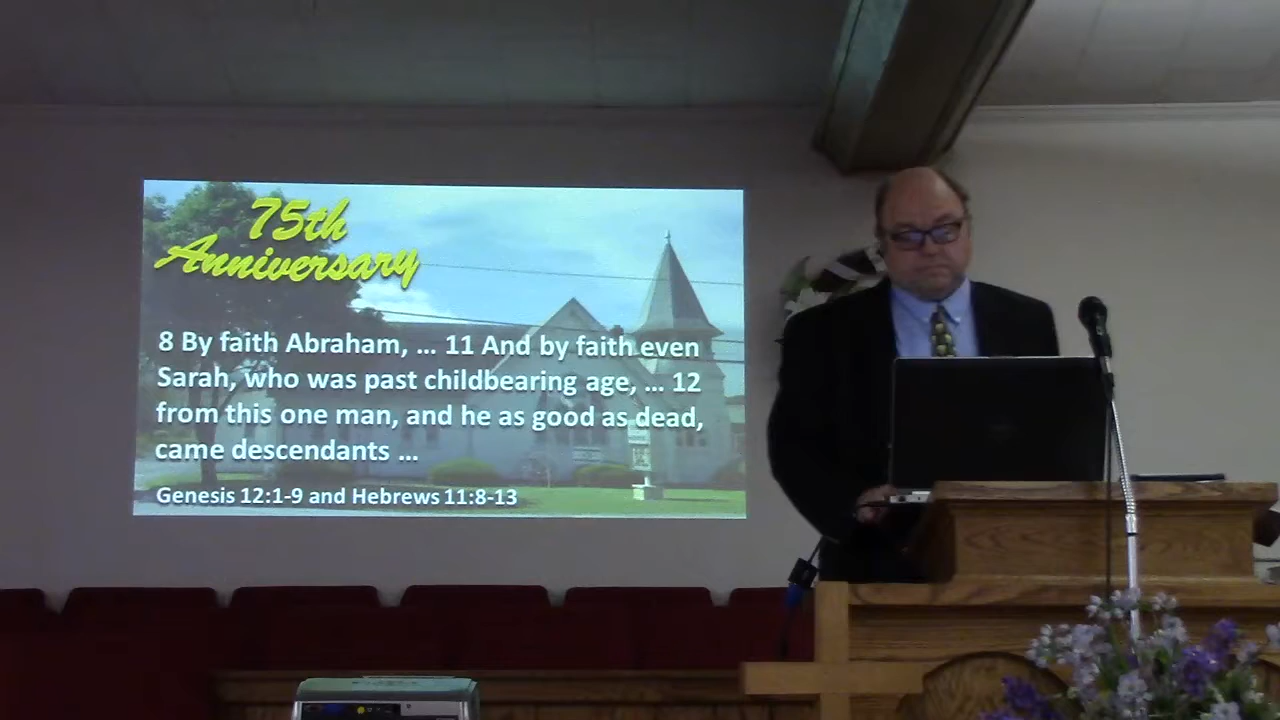 75th
Anniversary
8 By faith Abraham, ... 11 And by faith even
Sarah, who was past childbearing age, ... 12
from this one man, and he as good as dead,
came descendants ...
Genesis 12:1-9 and Hebrews 11:8-13